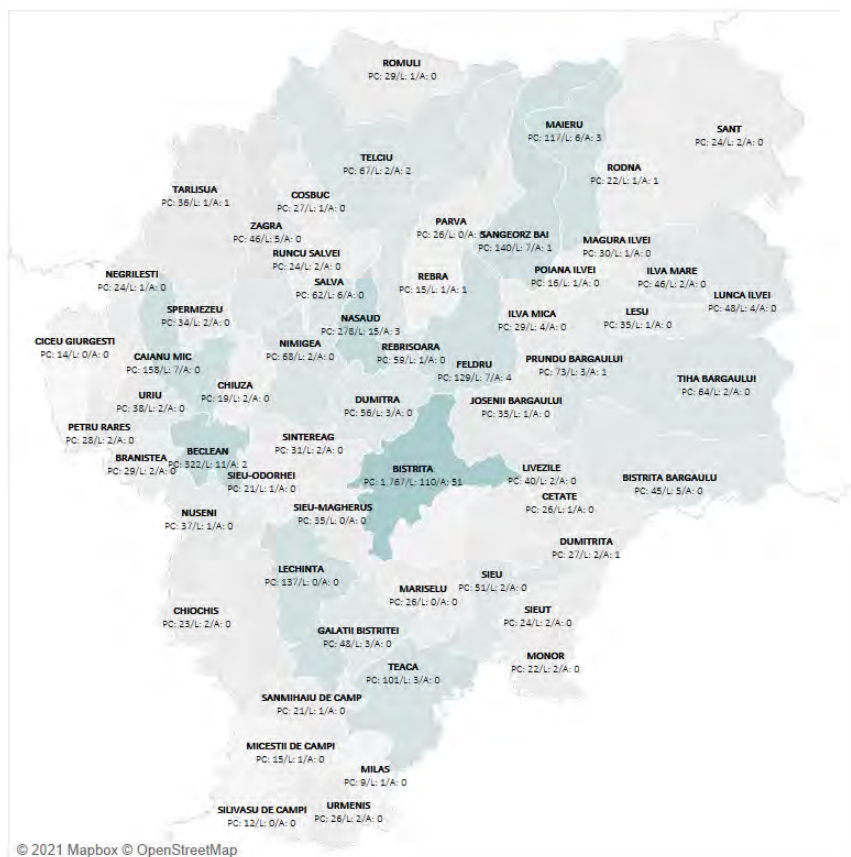 ROMULI
PC: 29/L: 1/A: 0
MAIERU
PC: 117/L: 6/A: 3
SANT
PC: 24/L: 2/A: 0
TELCIU
PC: 67/L: 2/A: 2
RODNA
PC: 22/L: 1/A: 1
TARLISUA
PC: 36/L: 1/A: 1
COSBUC
PC: 27/L: 1/A: 0
ZAGRA
PC: 46/L: 5/A: 0
PARVA
PC: 26/L: 0/A:
SANGEORZ BAI
PC: 140/L: 7/A: 1
MAGURA ILVEI
PC: 30/L: 1/A: 0
RUNCU SALVEI
PC: 24/L: 2/A: 0
NEGRILESTI
PC: 24/L: 1/A: 0
SALVA
PC: 62/L: 6/A: 0
REBRA
PC: 15/L: 1/A: 1
POIANA ILVEI
PC: 16/L: 1/A: 0
ILVA MARE
PC: 46/L: 2/A: 0
LUNCA ILVEI
PC: 48/L: 4/A: 0
SPERMEZEU
PC: 34/L: 2/A: 0
NASAUD
PC: 278/L: 15/A: 3
ILVA MICA
PC: 29/L: 4/A: 0
LESU
PC: 35/L: 1/A: 0
CICEU GIURGESTI
PC: 14/L: 0/A: 0
CAIANU MIC
PC: 158/L: 7/A: 0
NIMIGEA
PC: 68/L: 2/A: 0
REBRISOARA
PC: 59/L: 1/A: 0
FELDRU
PC: 129/L: 7/A: 4
PRUNDU BARGAULUI
PC: 73/L: 3/A: 1
TIHA BARGAULUI
PC: 64/L: 2/A: 0
CHIUZA
PC: 19/L: 2/A: 0
URIU
PC: 38/L: 2/A: 0
DUMITRA
PC: 56/L: 3/A: 0
JOSENII BARGAULUI
PC: 35/L: 1/A: 0
PETRU RARES
PC: 28/L: 2/A: 0
SINTEREAG
PC: 31/L: 2/A: 0
BRANISTEA
PC: 29/L: 2/A: 0
BECLEAN
PC: 322/L: 11/A: 2
SIEU-ODORHEI
PC: 21/L: 1/A: 0
BISTRITA
PC: 1,767/L: 110/A: 51
LIVEZILE
PC: 40/L: 2/A: 0
BISTRITA BARGAULU
PC: 45/L: 5/A: 0
CETATE
PC: 26/L: 1/A: 0
NUSENI
PC: 37/L: 1/A: 0
SIEU-MAGHERUS
PC: 35/L: 0/A: 0
DUMITRITA
PC: 27/L: 2/A: 1
LECHINTA
PC: 137/L: 0/A: 0
MARISELU
PC: 26/L: 0/A: 0
SIEU
PC: 51/L: 2/A: 0
CHIOCHIS
PC: 23/L: 2/A: 0
SIEUT
PC: 24/L: 2/A: 0
GALATII BISTRITEI
PC: 48/L: 3/A: 0
MONOR
PC: 22/L: 2/A: 0
TEACA
PC: 101/L: 3/A: 0
SANMIHAIU DE CAMP
PC: 21/L: 1/A: 0
MICESTII DE CAMPI
PC: 15/L: 1/A: 0
MILAS
PC: 9/L: 1/A: 0
SILIVASU DE CAMPI
PC: 12/L: 0/A: 0
URMENIS
PC: 26/L: 2/A: 0
© 2021 Mapbox © OpenStreetMap